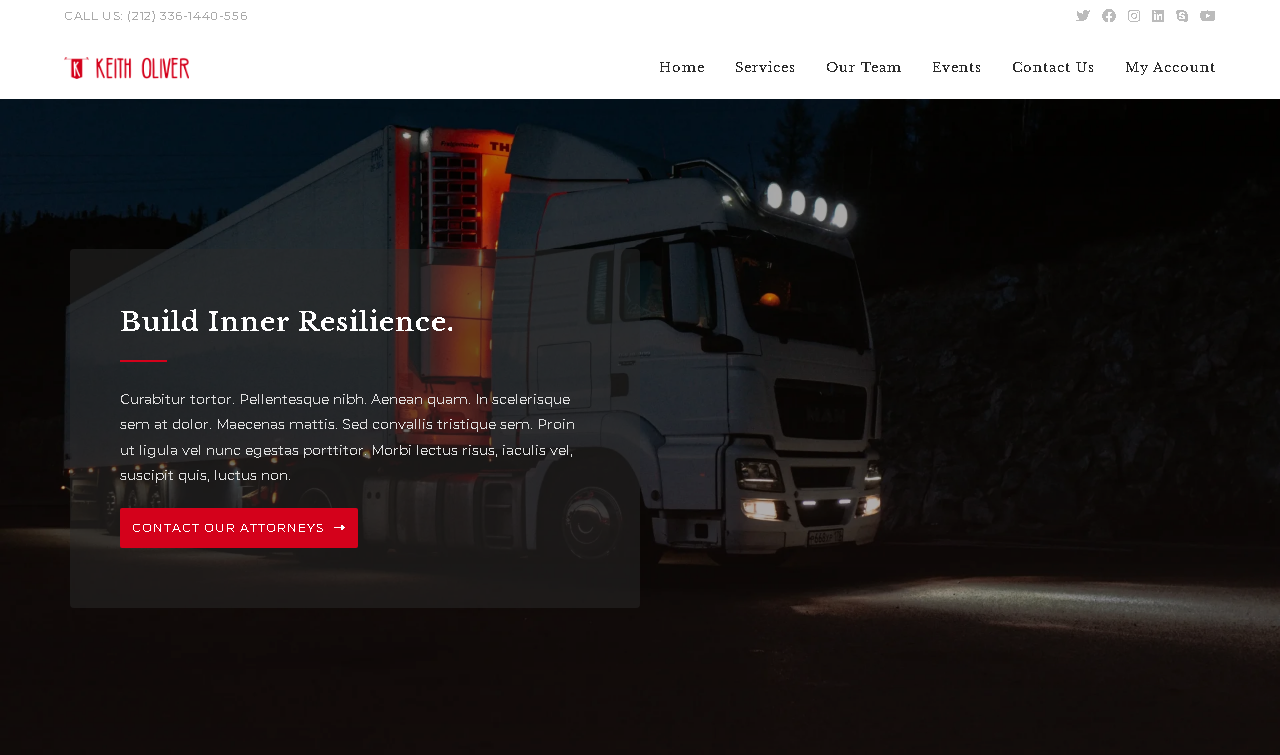 CALL US: (212) 336-1440-556
KEITH OLIVER
Home Services Our Team Events Contact Us My Account
Build Inner Resilience.
Curabitur tortor. Pellentesque nibh. Aenean quam. In scelerisque
sem at dolor. Maecenas mattis. Sed convallis tristique sem. Proin
ut ligula vel nunc egestas porttitor. Morbi lectus risus, iaculis vel,
suscipit quis, luctus non.
CONTACT OUR ATTORNEYS →